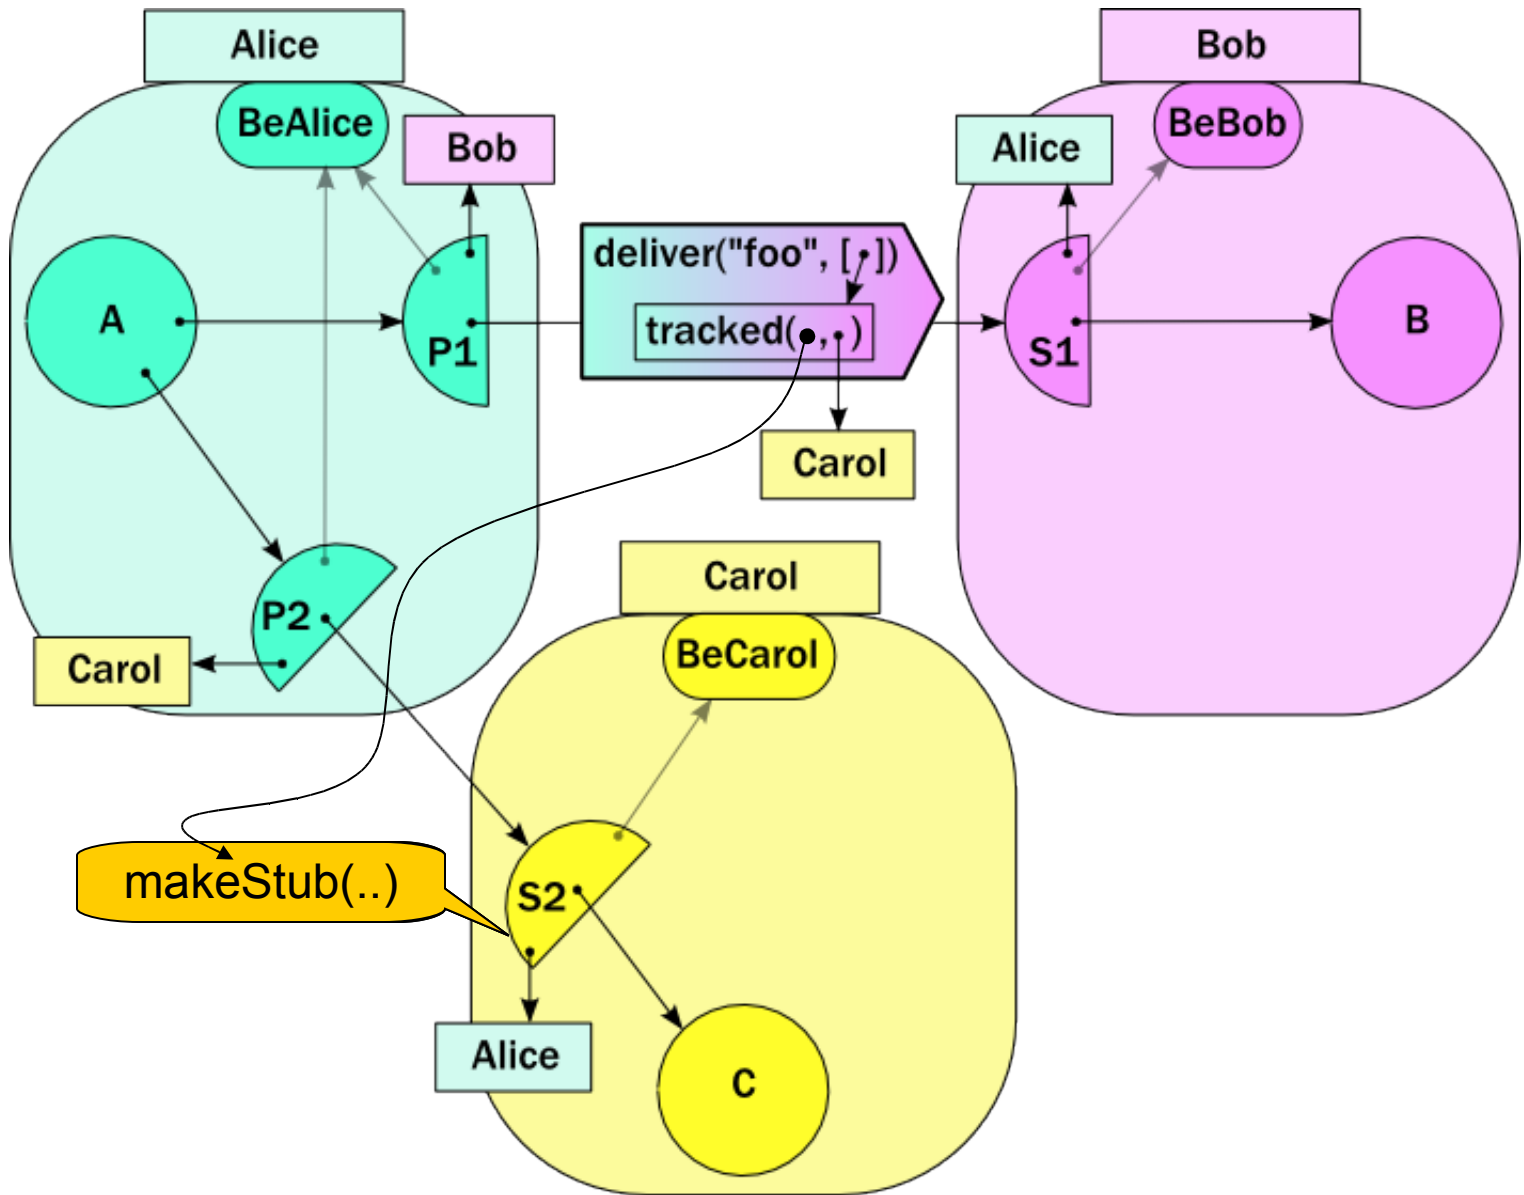 Alice
Bob
BeAlice
Bob
Alice
BeBob
A
P1
deliver("foo", [ ])
tracked( , )
S1
B
Carol
P2
Carol
Carol
BeCarol
makeStub(..)
S2
Alice
C